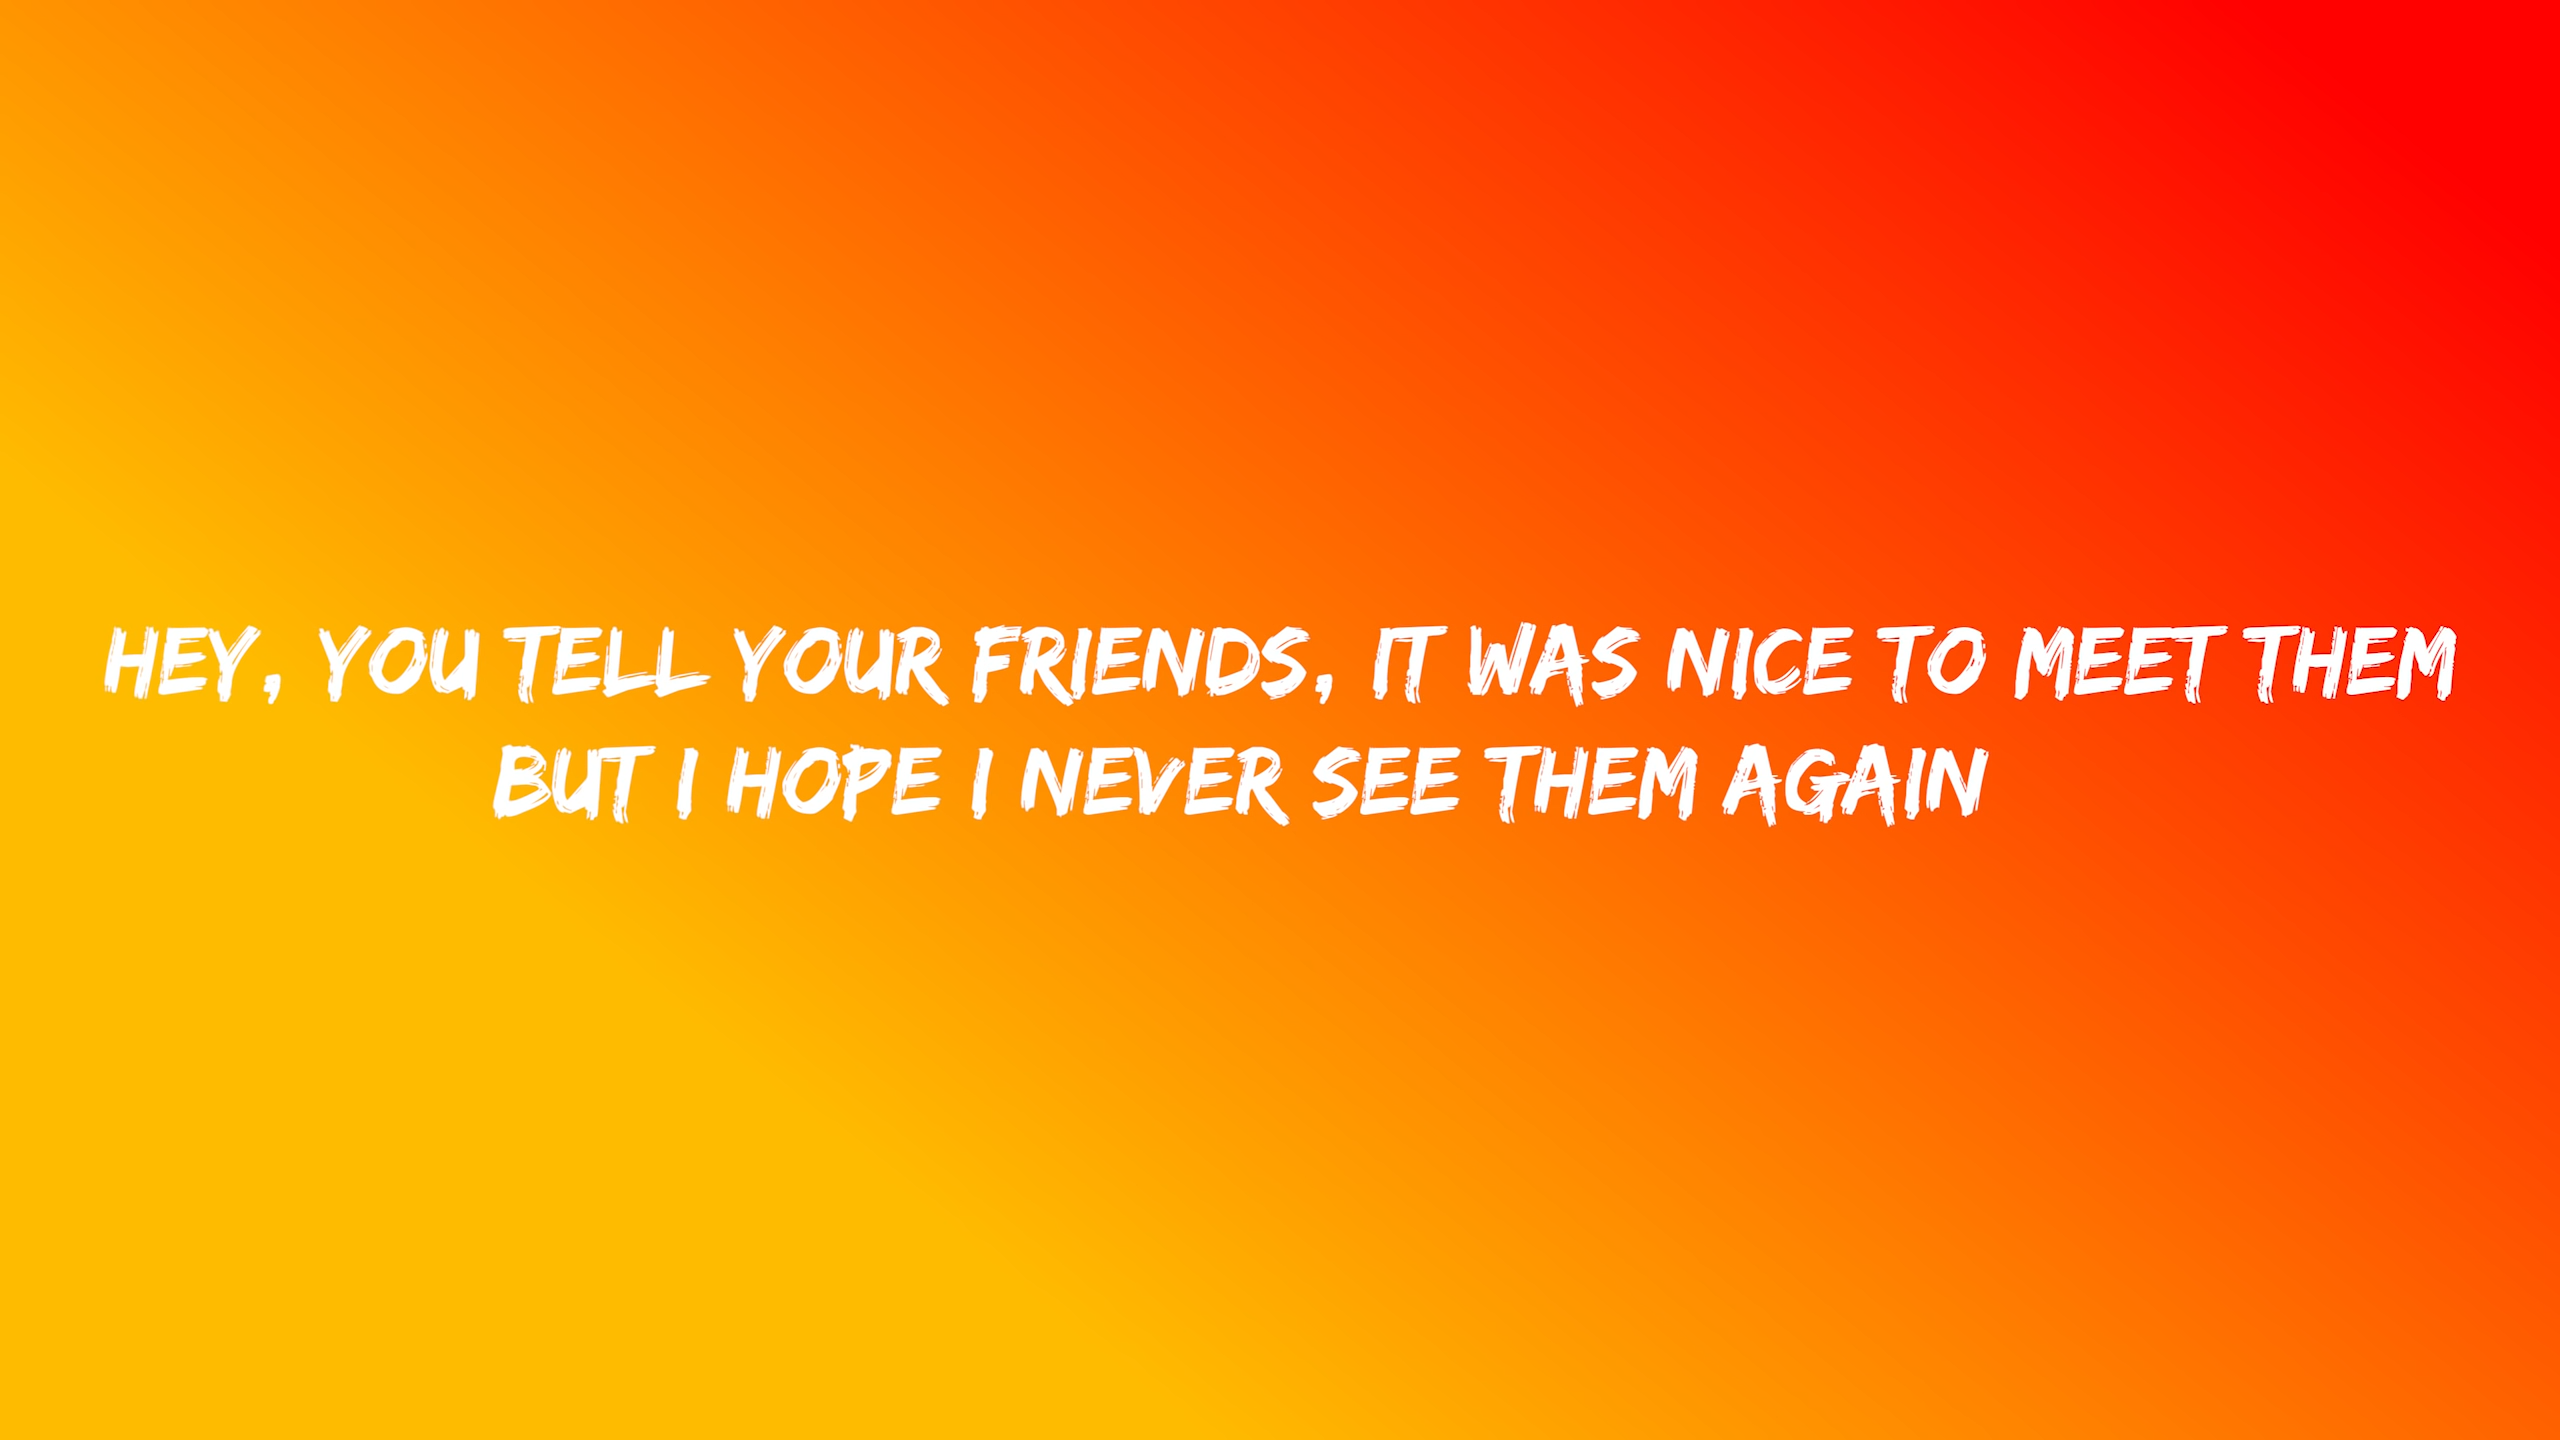 HEY, YOU TELL YOUR FRIENDS, IT WAS NICE TO MEET THEM
BUT I HOPE I NEVER SEE THEM AGAIN